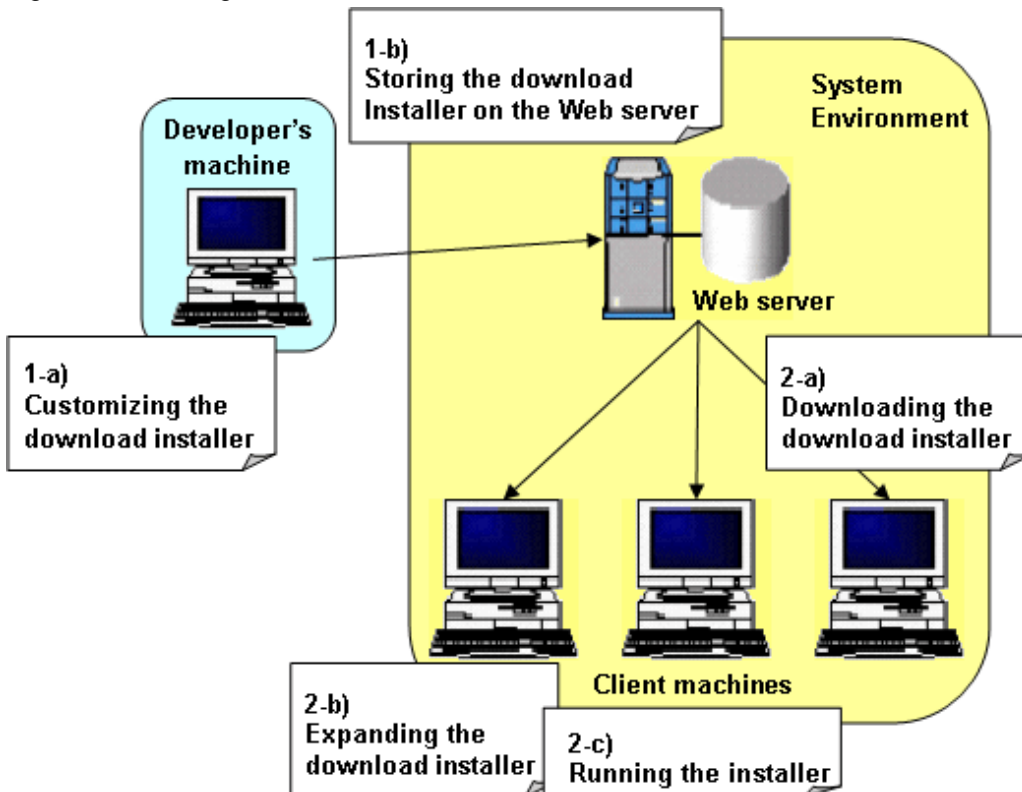 1-b)
Storing the download
Installer on the Web server
System
Environment
Developer's
machine
Web server
1-a)
Customizing the
download installer
2-a)
Downloading the
download installer
Client machines
2-b)
Expanding the
download installer
2-c)
Running the installer